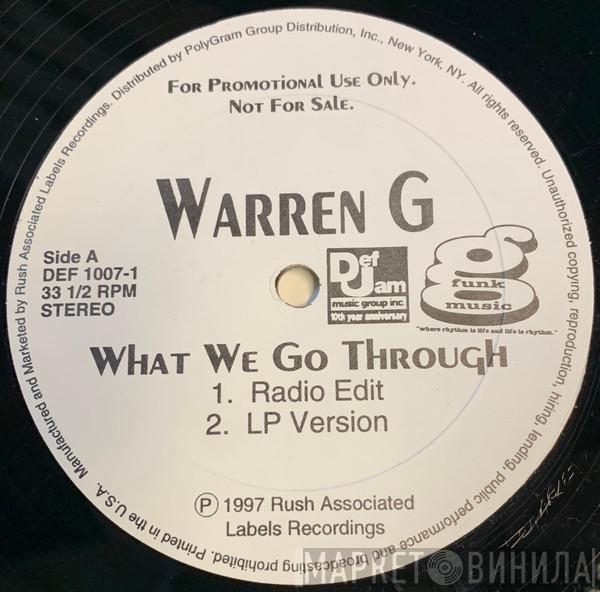 Manufactured and Marketed by Rush Associated Labels Recordings. Distributed by PolyGram Group Distribution, Inc., New York, NY. All rights reserved. Unauthorized copying, reproduction, hiring, lending, public performance and broadcasting prohibited. Printed in the U.S.A.
For Promotional Use Only.
Not For Sale.
Warren G
Side A
DEF 1007-1
33 1/2 RPM
STEREO
Def Jam
music group inc.
10th year anniversary
g
funk
music
"where rhythm is life and life is rhythm."
What We Go Through
1. Radio Edit
2. LP Version
℗ 1997 Rush Associated
Labels Recordings
МАРКЕТ ВИНИЛА